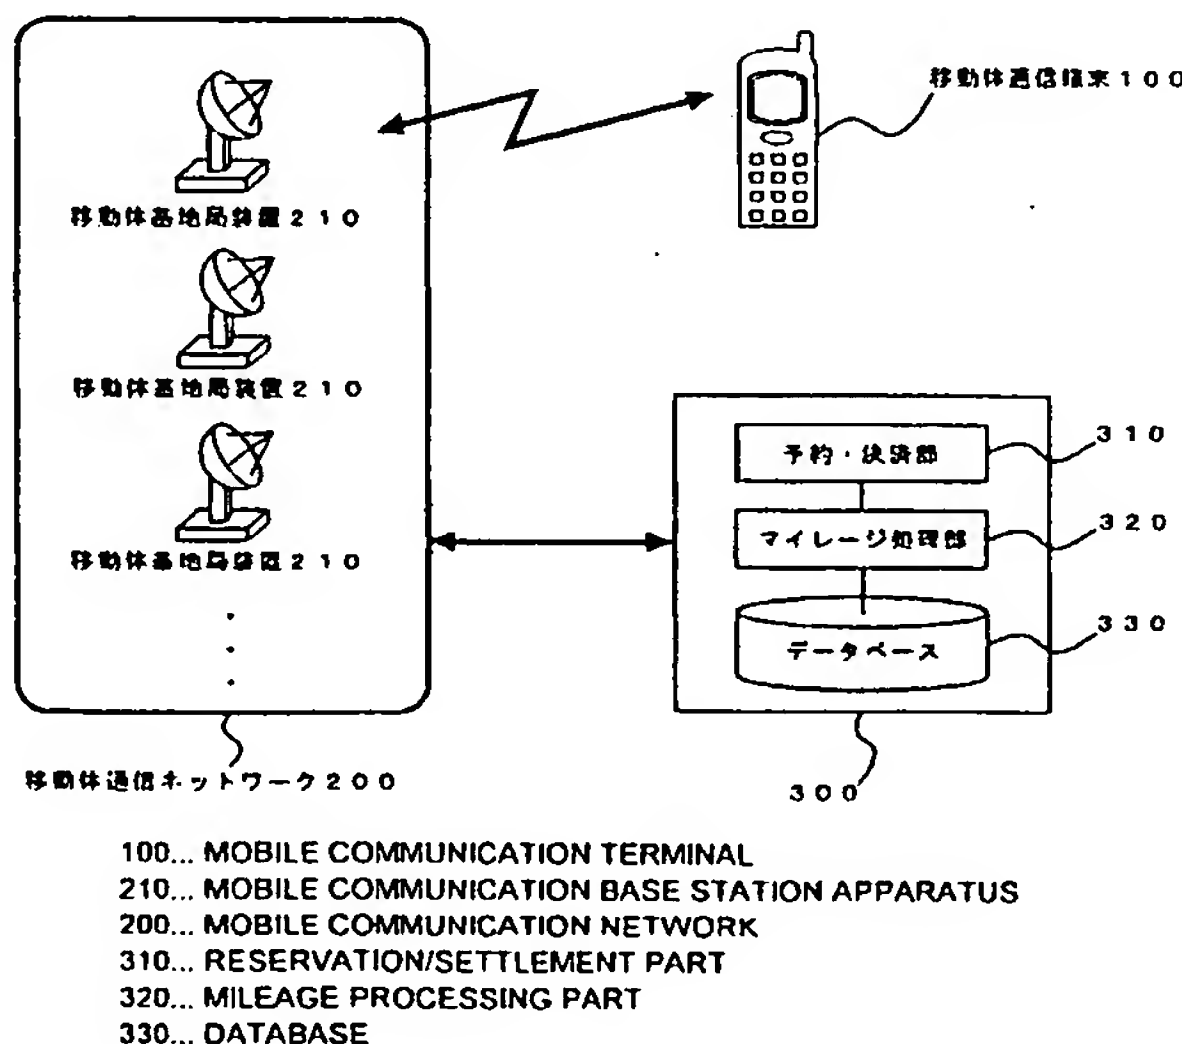 移動体通信端末100
移動体基地局装置210
移動体基地局装置210
移動体基地局装置210
310
予約・決済部
320
マイレージ処理部
330
データベース
移動体通信ネットワーク200
300
100... MOBILE COMMUNICATION TERMINAL
210... MOBILE COMMUNICATION BASE STATION APPARATUS
200... MOBILE COMMUNICATION NETWORK
310... RESERVATION/SETTLEMENT PART
320... MILEAGE PROCESSING PART
330... DATABASE